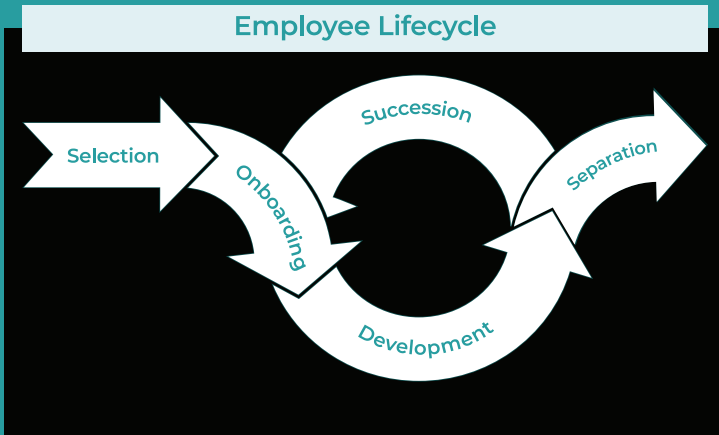 Employee Lifecycle
Selection
Onboarding
Succession
Development
Separation